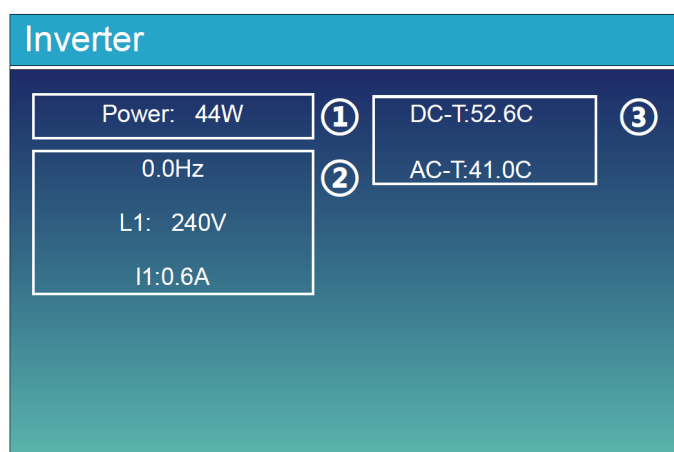 Inverter
Power: 44W
①
0.0Hz
②
L1: 240V
I1:0.6A
DC-T:52.6C
③
AC-T:41.0C